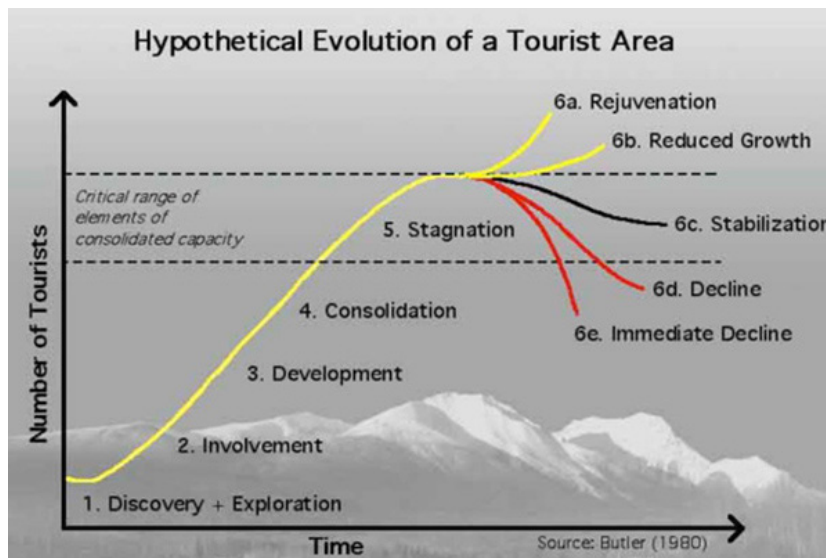 Hypothetical Evolution of a Tourist Area
6a. Rejuvenation
6b. Reduced Growth
Critical range of
elements of
consolidated capacity
5. Stagnation
6c. Stabilization
4. Consolidation
6d. Decline
6e. Immediate Decline
3. Development
2. Involvement
1. Discovery + Exploration
Number of Tourists
Time
Source: Butler (1980)